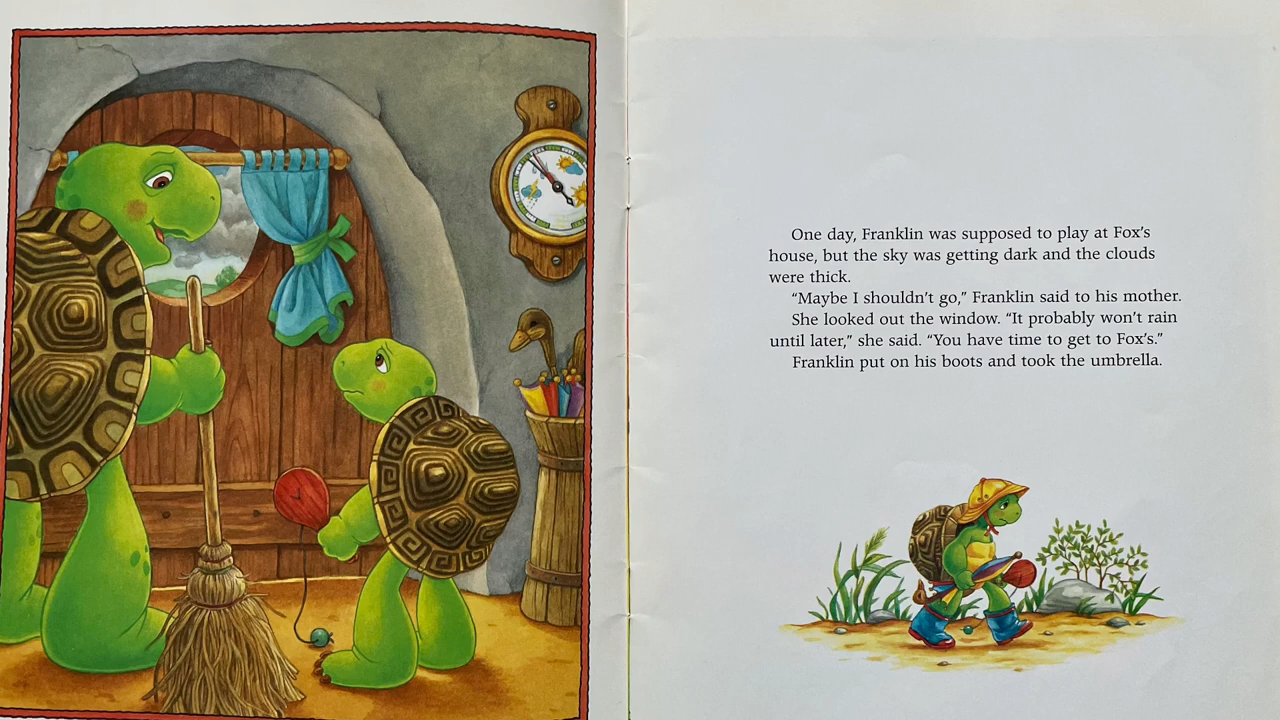 One day, Franklin was supposed to play at Fox's
house, but the sky was getting dark and the clouds
were thick.
“Maybe I shouldn't go,” Franklin said to his mother.
She looked out the window. “It probably won't rain
until later,” she said. “You have time to get to Fox's.”
Franklin put on his boots and took the umbrella.